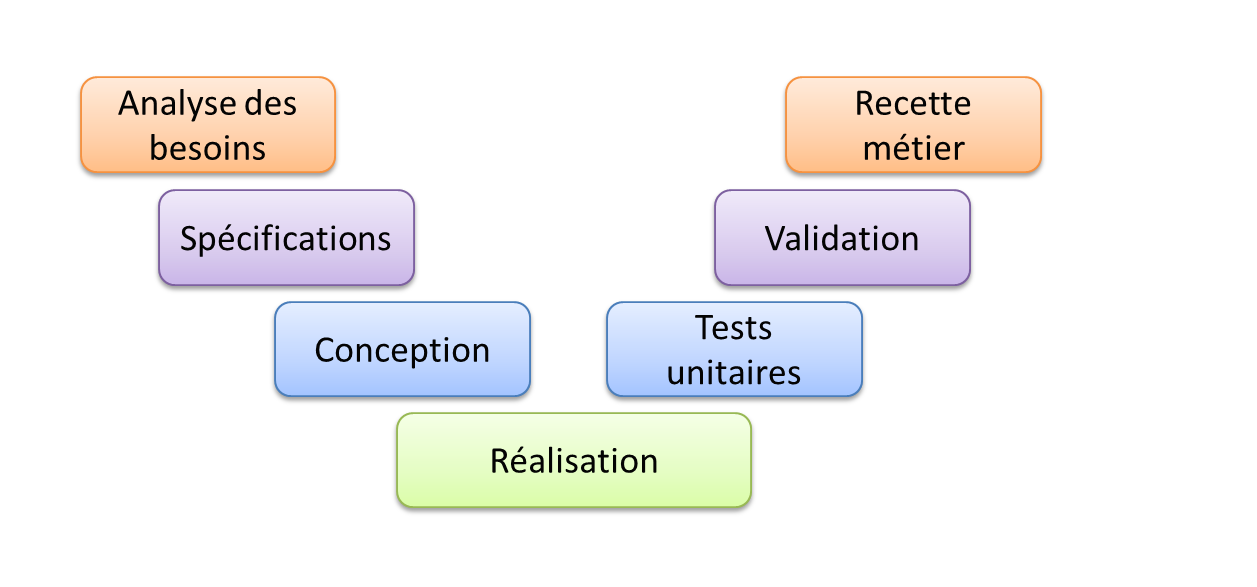 Analyse des
besoins
Recette
métier
Spécifications
Validation
Conception
Tests
unitaires
Réalisation